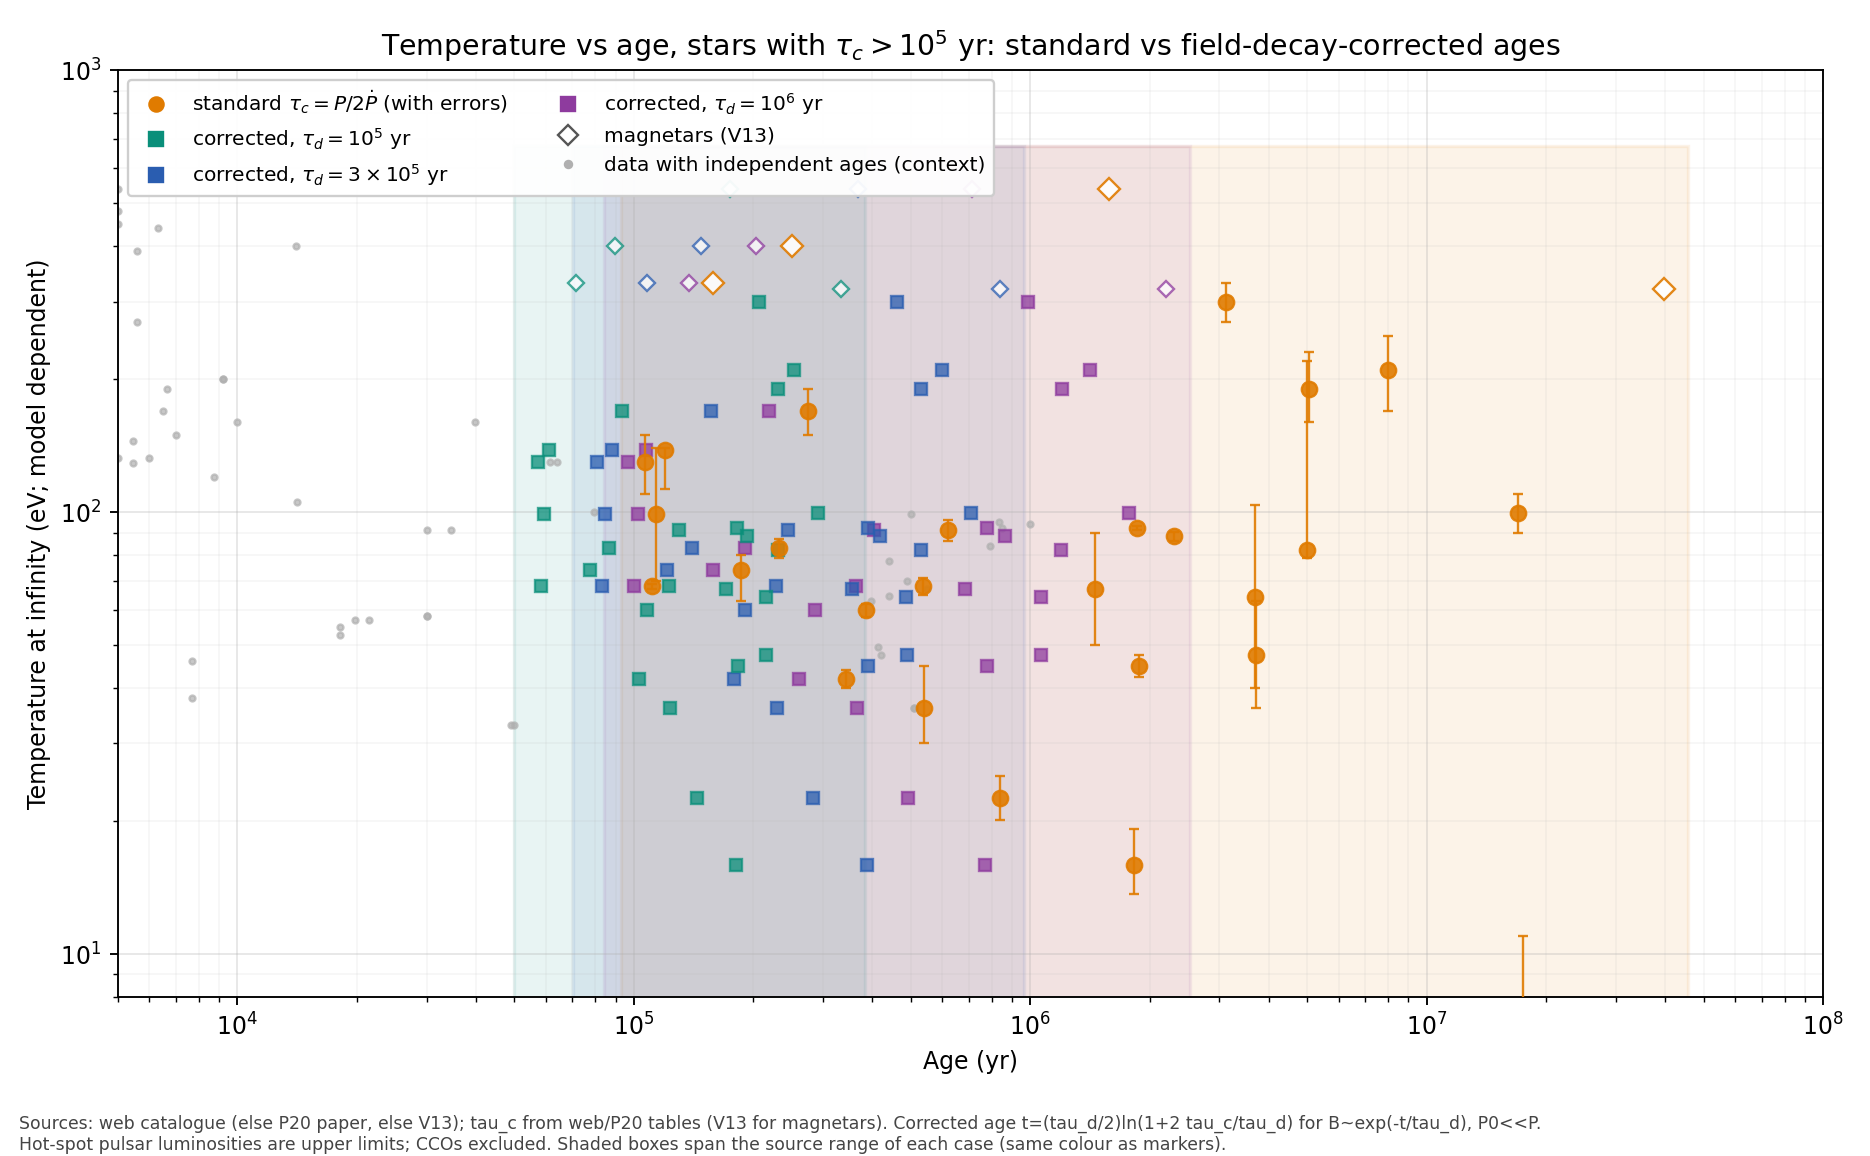 Temperature vs age, stars with τ_c > 10^5 yr: standard vs field-decay-corrected ages
standard τ_c = P/2Ṗ (with errors)
corrected, τ_d = 10^5 yr
corrected, τ_d = 3 × 10^5 yr
corrected, τ_d = 10^6 yr
magnetars (V13)
data with independent ages (context)
Temperature at infinity (eV; model dependent)
10^3
10^2
10^1
10^4
10^5
10^6
10^7
10^8
Age (yr)
Sources: web catalogue (else P20 paper, else V13); tau_c from web/P20 tables (V13 for magnetars). Corrected age t=(tau_d/2)ln(1+2 tau_c/tau_d) for B~exp(-t/tau_d), P0<<P.
Hot-spot pulsar luminosities are upper limits; CCOs excluded. Shaded boxes span the source range of each case (same colour as markers).